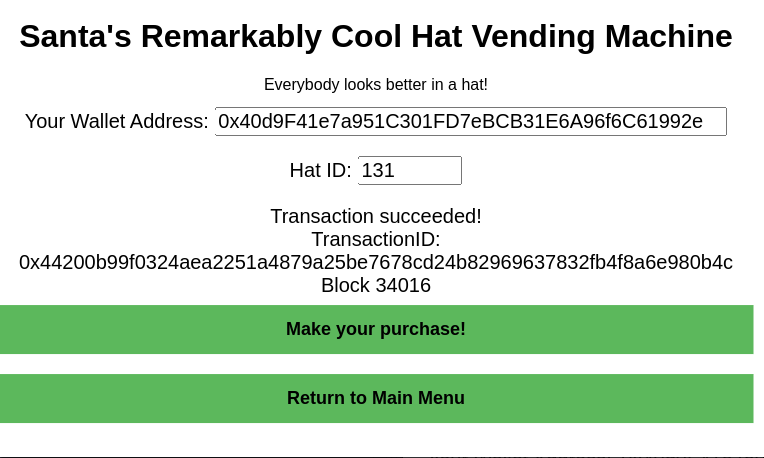 Santa's Remarkably Cool Hat Vending Machine
Everybody looks better in a hat!
Your Wallet Address: 0x40d9F41e7a951C301FD7eBCB31E6A96f6C61992e
Hat ID: 131
Transaction succeeded!
TransactionID:
0x44200b99f0324aea2251a4879a25be7678cd24b82969637832fb4f8a6e980b4c
Block 34016
Make your purchase!
Return to Main Menu